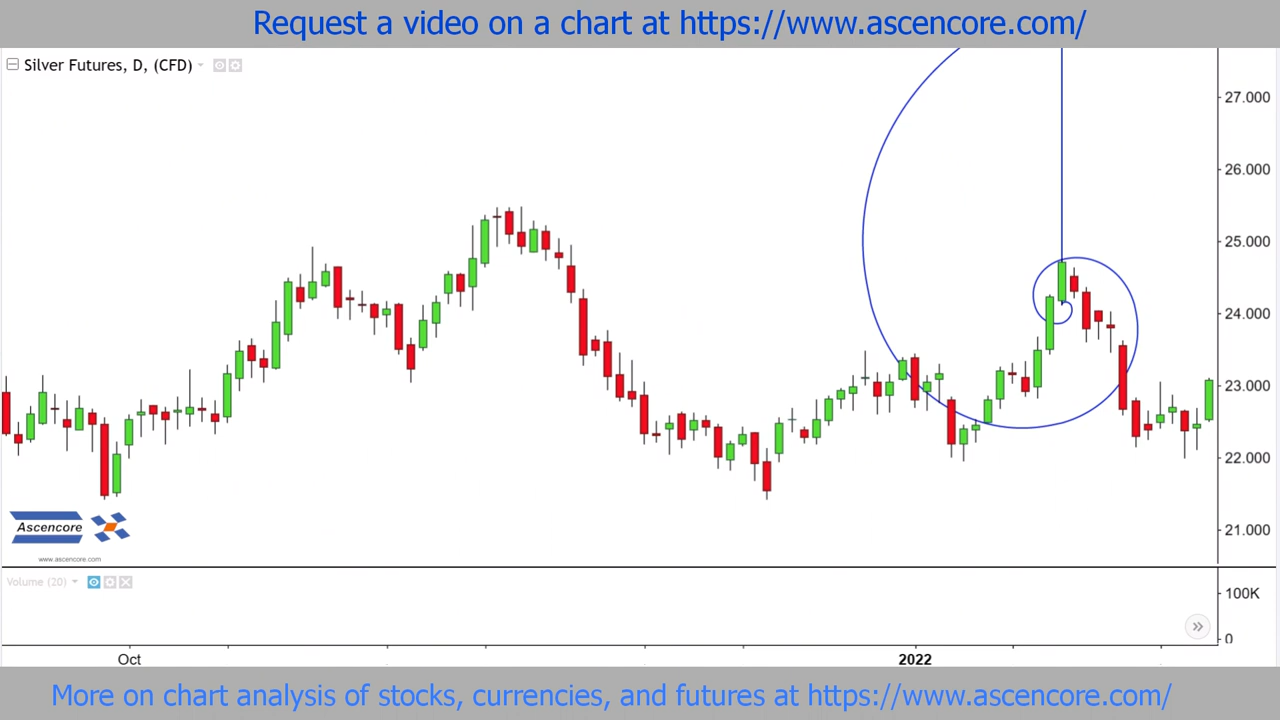 Request a video on a chart at https://www.ascencore.com/
Silver Futures, D, (CFD)
27.000
26.000
25.000
24.000
23.000
22.000
21.000
Ascencore
www.ascencore.com
Volume (20)
100K
0
Oct
2022
More on chart analysis of stocks, currencies, and futures at https://www.ascencore.com/